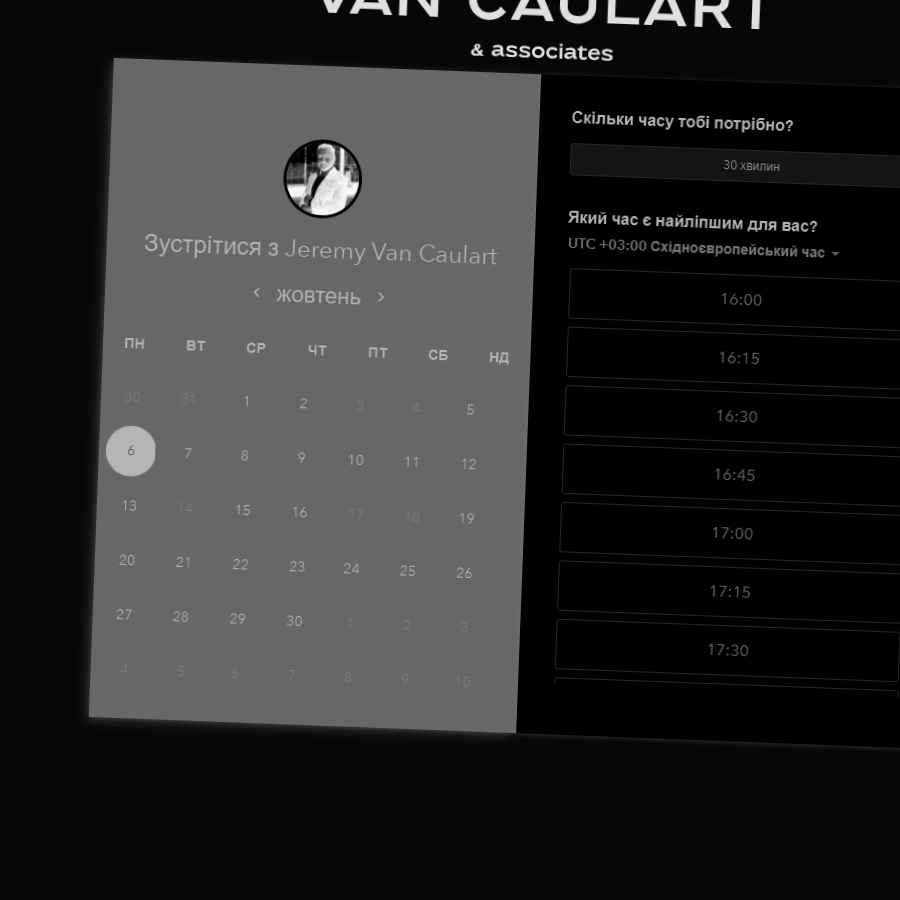 VAN CAULART
& associates
Зустрітися з Jeremy Van Caulart
жовтень
ПН ВТ СР ЧТ ПТ СБ НД
30 31 1 2 3 4 5
6 7 8 9 10 11 12
13 14 15 16 17 18 19
20 21 22 23 24 25 26
27 28 29 30 1 2 3
4 5 6 7 8 9 10
Скільки часу тобі потрібно?
30 хвилин
Який час є найліпшим для вас?
UTC +03:00 Східноєвропейський час
16:00
16:15
16:30
16:45
17:00
17:15
17:30